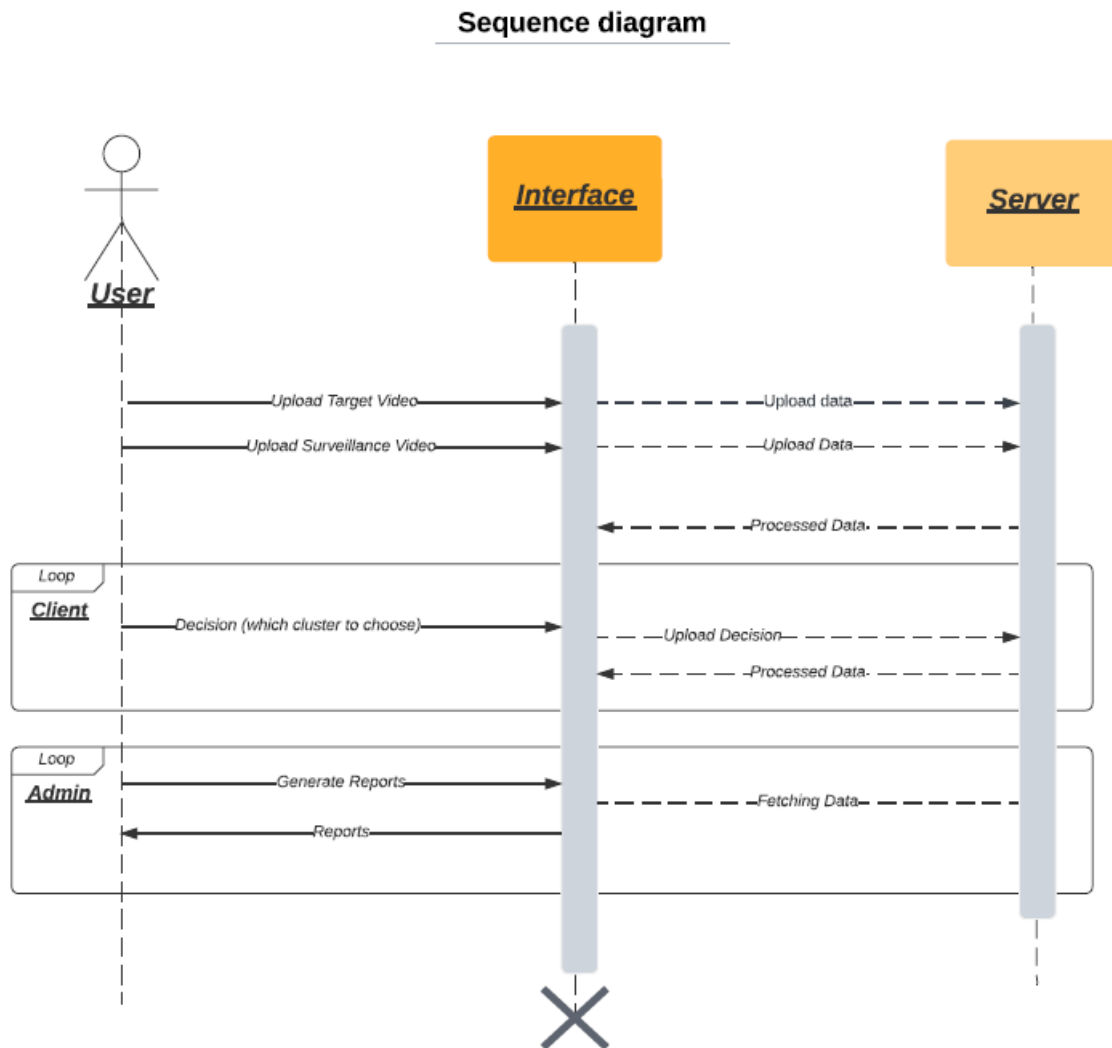 Sequence diagram
User
Interface
Server
Upload Target Video
Upload data
Upload Surveillance Video
Upload Data
Processed Data
Loop
Client
Decision (which cluster to choose)
Upload Decision
Processed Data
Loop
Admin
Generate Reports
Fetching Data
Reports